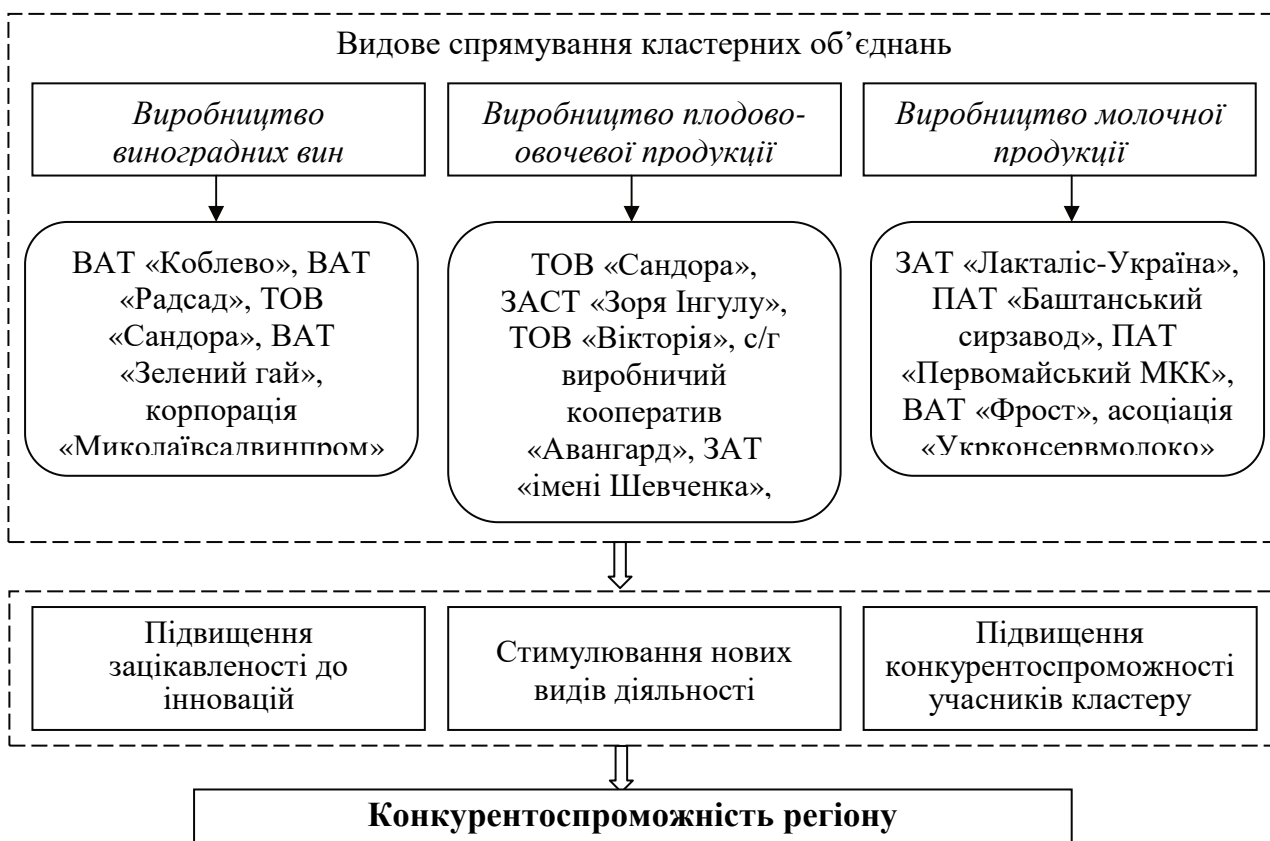 Видове спрямування кластерних об’єднань
Виробництво
виноградних вин
Виробництво плодово-
овочевої продукції
Виробництво молочної
продукції
ВАТ «Коблево», ВАТ
«Радсад», ТОВ
«Сандора», ВАТ
«Зелений гай»,
корпорація
«Миколаївсадвинпром»
ТОВ «Сандора»,
ЗАСТ «Зоря Інгулу»,
ТОВ «Вікторія», с/г
виробничий
кооператив
«Авангард», ЗАТ
«імені Шевченка»,
ЗАТ «Лакталіс-Україна»,
ПАТ «Баштанський
сирзавод», ПАТ
«Первомайський МКК»,
ВАТ «Фрост», асоціація
«Укрконсервмолоко»
Підвищення
зацікавленості до
інновацій
Стимулювання нових
видів діяльності
Підвищення
конкурентоспроможності
учасників кластеру
Конкурентоспроможність регіону